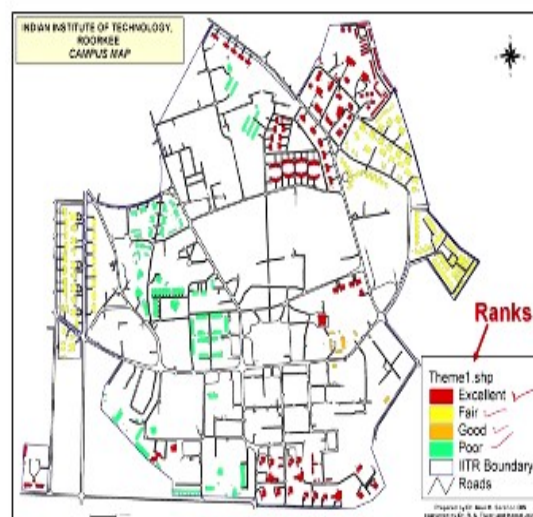 INDIAN INSTITUTE OF TECHNOLOGY,
ROORKEE
CAMPUS MAP
Ranks
Theme1.shp
Excellent
Fair
Good
Poor
IITR Boundary
Roads